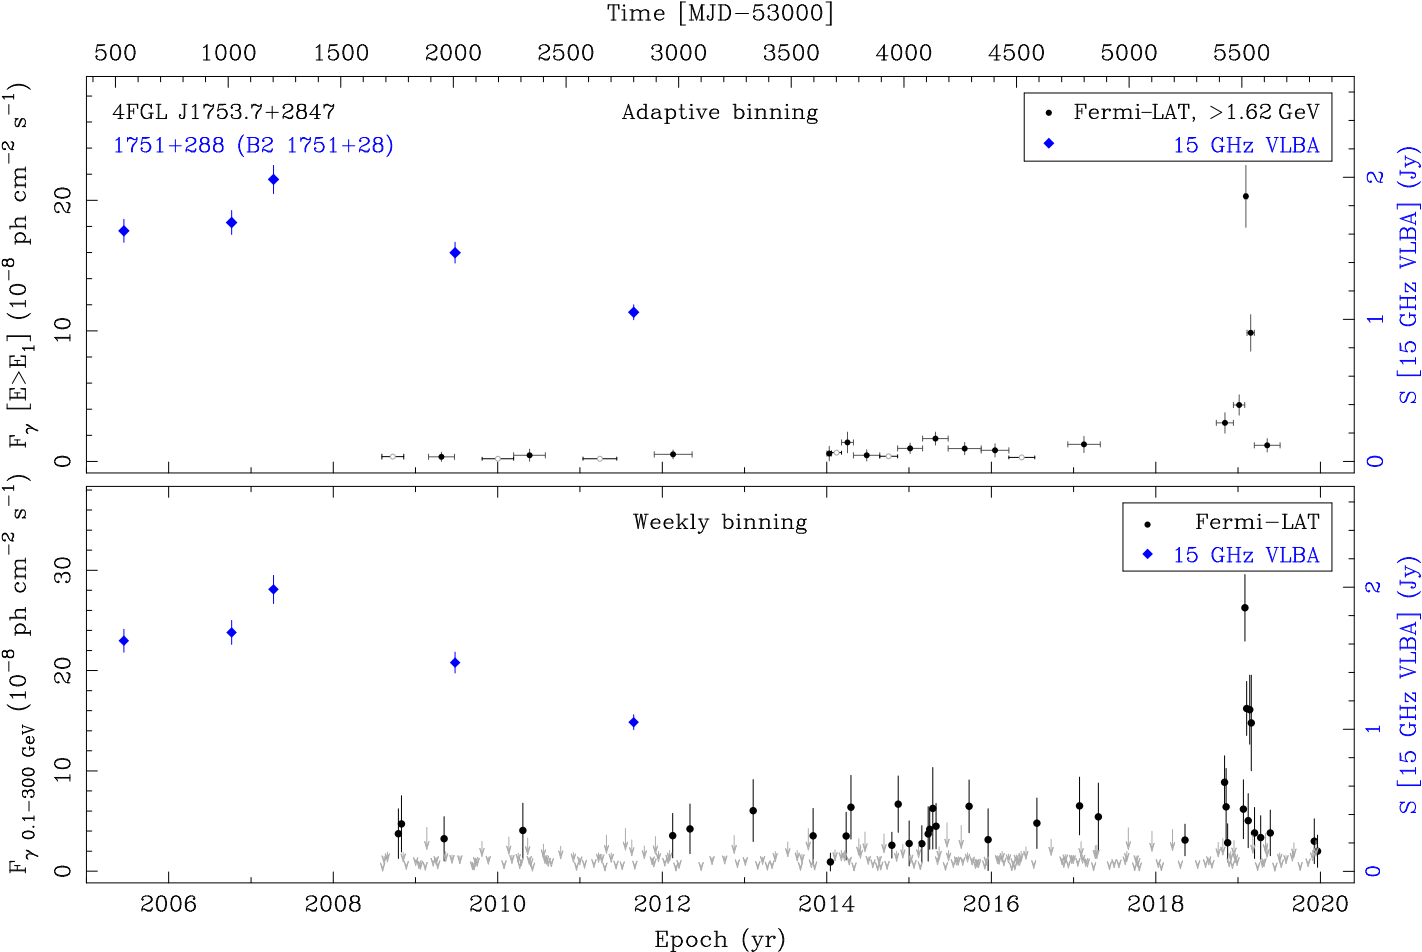 Time [MJD−53000]
500 1000 1500 2000 2500 3000 3500 4000 4500 5000 5500
4FGL J1753.7+2847
1751+288 (B2 1751+28)
Adaptive binning
Fermi−LAT, >1.62 GeV
15 GHz VLBA
F_γ [E>E_1] (10^−8 ph cm^−2 s^−1)
0 10 20
S [15 GHz VLBA] (Jy)
0 1 2
Weekly binning
Fermi−LAT
15 GHz VLBA
F_γ 0.1−300 GeV (10^−8 ph cm^−2 s^−1)
0 10 20 30
S [15 GHz VLBA] (Jy)
0 1 2
2006 2008 2010 2012 2014 2016 2018 2020
Epoch (yr)